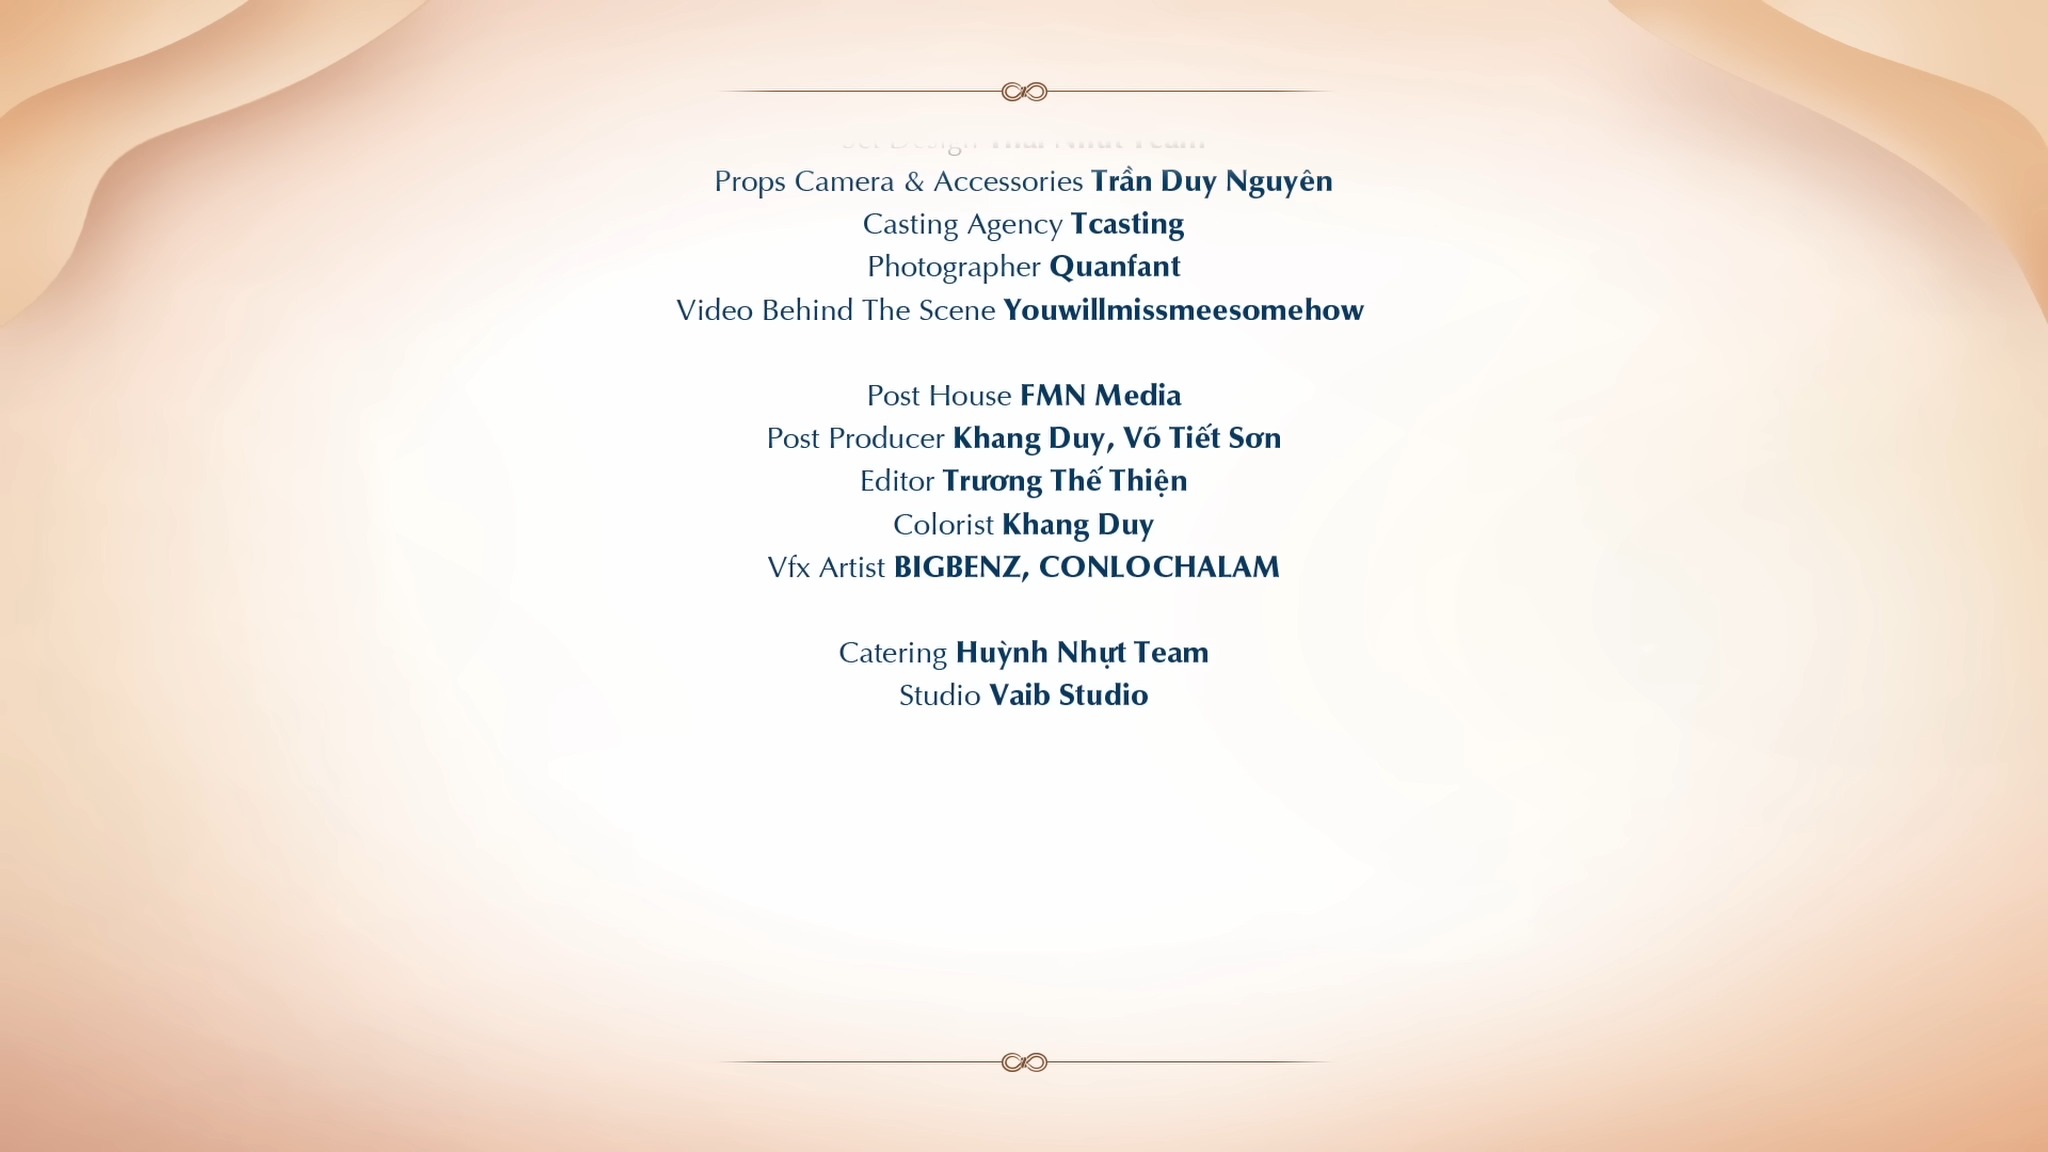 Props Camera & Accessories Trần Duy Nguyên
Casting Agency Tcasting
Photographer Quanfant
Video Behind The Scene Youwillmissmeesomehow
Post House FMN Media
Post Producer Khang Duy, Võ Tiết Sơn
Editor Trương Thế Thiện
Colorist Khang Duy
Vfx Artist BIGBENZ, CONLOCHALAM
Catering Huỳnh Nhựt Team
Studio Vaib Studio